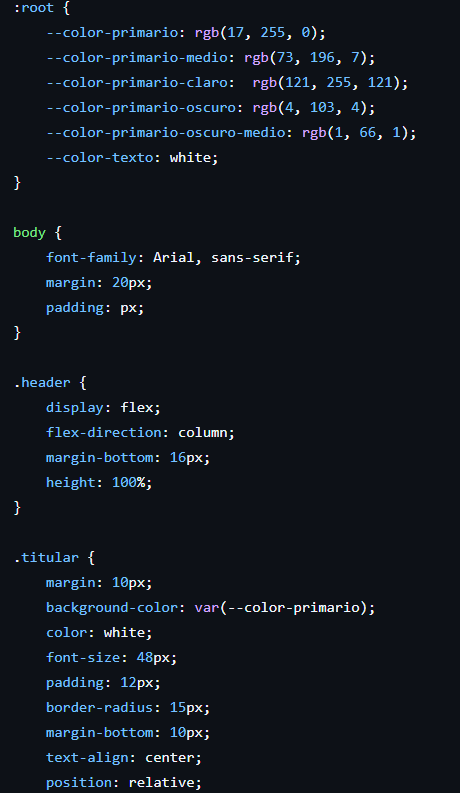 :root {
    --color-primario: rgb(17, 255, 0);
    --color-primario-medio: rgb(73, 196, 7);
    --color-primario-claro:  rgb(121, 255, 121);
    --color-primario-oscuro: rgb(4, 103, 4);
    --color-primario-oscuro-medio: rgb(1, 66, 1);
    --color-texto: white;
}

body {
    font-family: Arial, sans-serif;
    margin: 20px;
    padding: px;
}

.header {
    display: flex;
    flex-direction: column;
    margin-bottom: 16px;
    height: 100%;
}

.titular {
    margin: 10px;
    background-color: var(--color-primario);
    color: white;
    font-size: 48px;
    padding: 12px;
    border-radius: 15px;
    margin-bottom: 10px;
    text-align: center;
    position: relative;